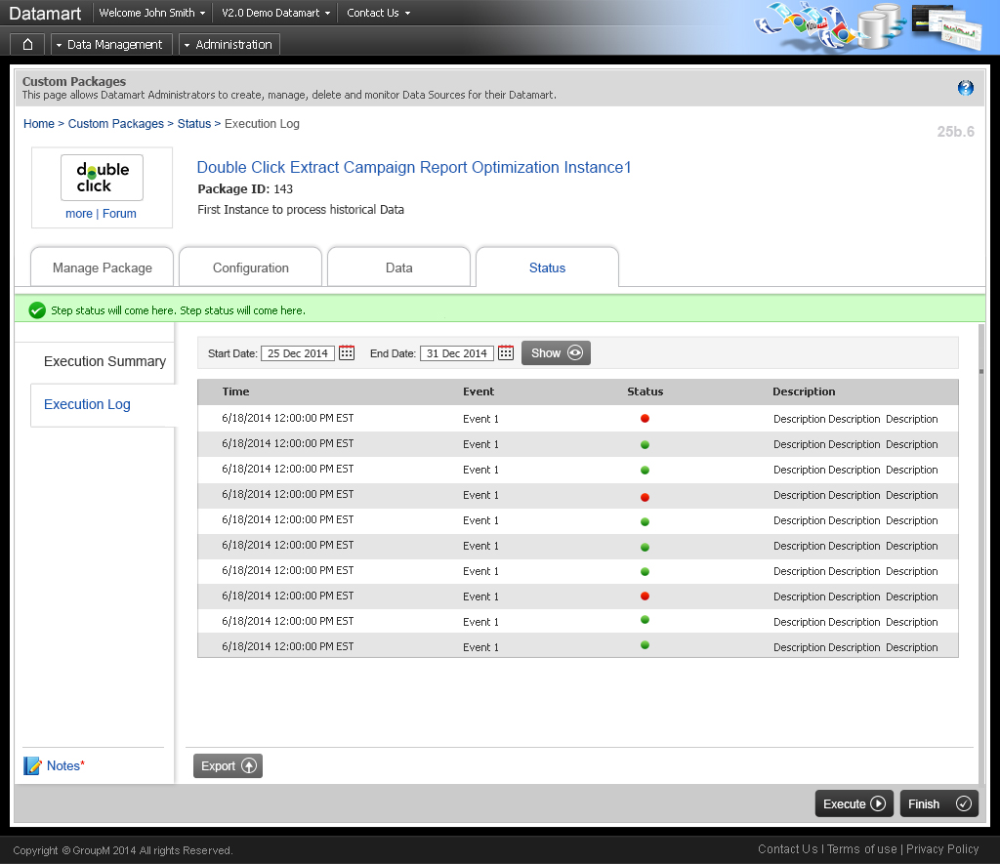 Datamart Welcome John Smith V2.0 Demo Datamart Contact Us
Data Management Administration
Custom Packages
This page allows Datamart Administrators to create, manage, delete and monitor Data Sources for their Datamart.
Home > Custom Packages > Status > Execution Log
25b.6
double
click
more | Forum
Double Click Extract Campaign Report Optimization Instance1
Package ID: 143
First Instance to process historical Data
Manage Package Configuration Data Status
Step status will come here. Step status will come here.
Execution Summary
Execution Log
Start Date: 25 Dec 2014 End Date: 31 Dec 2014 Show
Time Event Status Description
6/18/2014 12:00:00 PM EST Event 1 Description Description Description
6/18/2014 12:00:00 PM EST Event 1 Description Description Description
6/18/2014 12:00:00 PM EST Event 1 Description Description Description
6/18/2014 12:00:00 PM EST Event 1 Description Description Description
6/18/2014 12:00:00 PM EST Event 1 Description Description Description
6/18/2014 12:00:00 PM EST Event 1 Description Description Description
6/18/2014 12:00:00 PM EST Event 1 Description Description Description
6/18/2014 12:00:00 PM EST Event 1 Description Description Description
6/18/2014 12:00:00 PM EST Event 1 Description Description Description
6/18/2014 12:00:00 PM EST Event 1 Description Description Description
Notes*
Export
Execute Finish
Copyright © GroupM 2014 All rights Reserved.
Contact Us | Terms of use | Privacy Policy